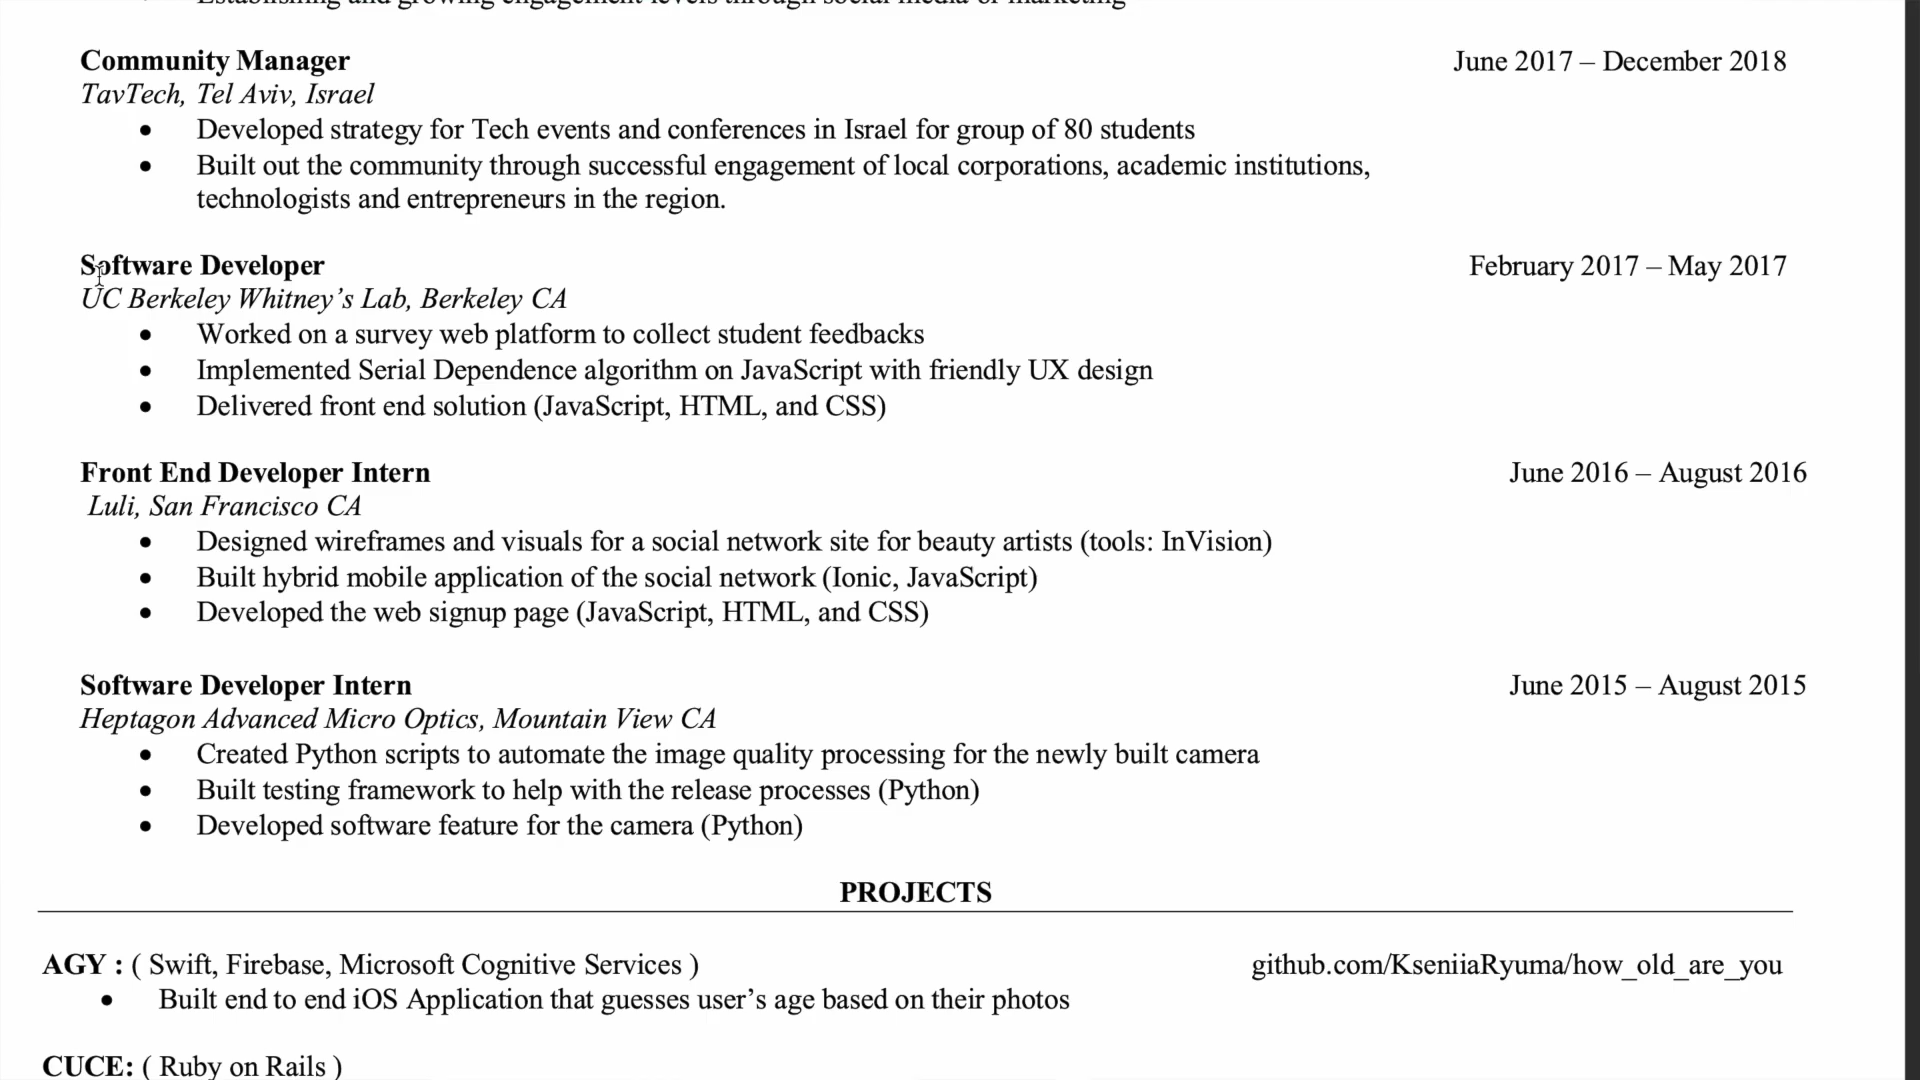 Establishing and growing engagement levels through social media or marketing
Community Manager June 2017 – December 2018
TavTech, Tel Aviv, Israel
• Developed strategy for Tech events and conferences in Israel for group of 80 students
• Built out the community through successful engagement of local corporations, academic institutions,
technologists and entrepreneurs in the region.
Software Developer February 2017 – May 2017
UC Berkeley Whitney’s Lab, Berkeley CA
• Worked on a survey web platform to collect student feedbacks
• Implemented Serial Dependence algorithm on JavaScript with friendly UX design
• Delivered front end solution (JavaScript, HTML, and CSS)
Front End Developer Intern June 2016 – August 2016
Luli, San Francisco CA
• Designed wireframes and visuals for a social network site for beauty artists (tools: InVision)
• Built hybrid mobile application of the social network (Ionic, JavaScript)
• Developed the web signup page (JavaScript, HTML, and CSS)
Software Developer Intern June 2015 – August 2015
Heptagon Advanced Micro Optics, Mountain View CA
• Created Python scripts to automate the image quality processing for the newly built camera
• Built testing framework to help with the release processes (Python)
• Developed software feature for the camera (Python)
PROJECTS
AGY : ( Swift, Firebase, Microsoft Cognitive Services ) github.com/KseniiaRyuma/how_old_are_you
• Built end to end iOS Application that guesses user’s age based on their photos
CUCE: ( Ruby on Rails )